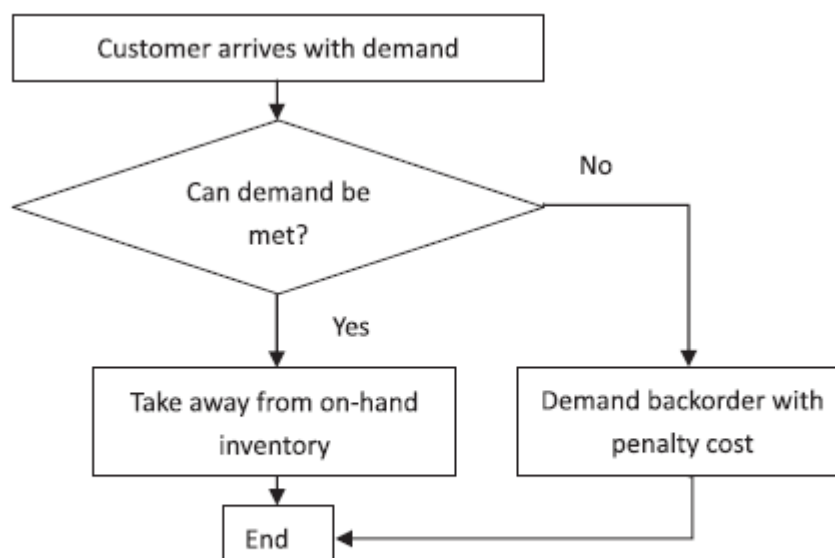 Customer arrives with demand
Can demand be
met?
No
Yes
Take away from on-hand
inventory
Demand backorder with
penalty cost
End